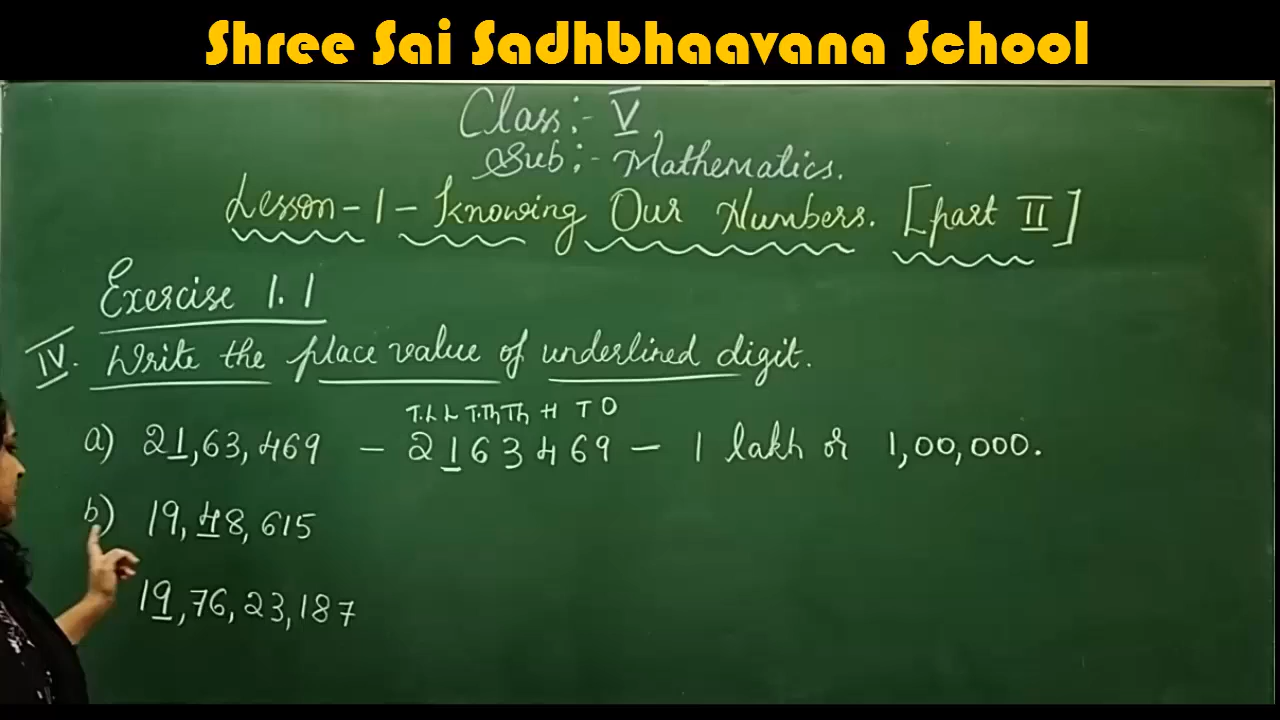 Shree Sai Sadhbhaavana School
Class:- V
Sub:- Mathematics.
Lesson-1- Knowing Our Numbers. [part II]
Exercise 1.1
IV. Write the place value of underlined digit.
T.L L T.Th Th H T O
a) 21,63,469 - 2163469 - 1 lakh or 1,00,000.
b) 19,48,615
19,76,23,187